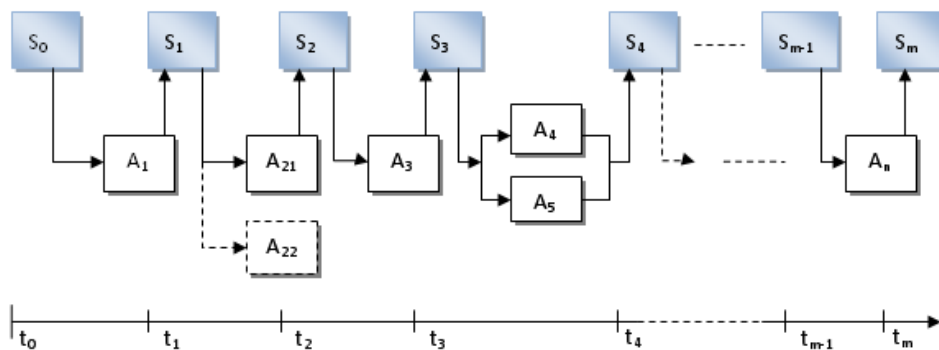 S₀ S₁ S₂ S₃ S₄ Sₘ₋₁ Sₘ
A₄
A₁ A₂₁ A₃ Aₙ
A₅
A₂₂
t₀ t₁ t₂ t₃ t₄ tₘ₋₁ tₘ